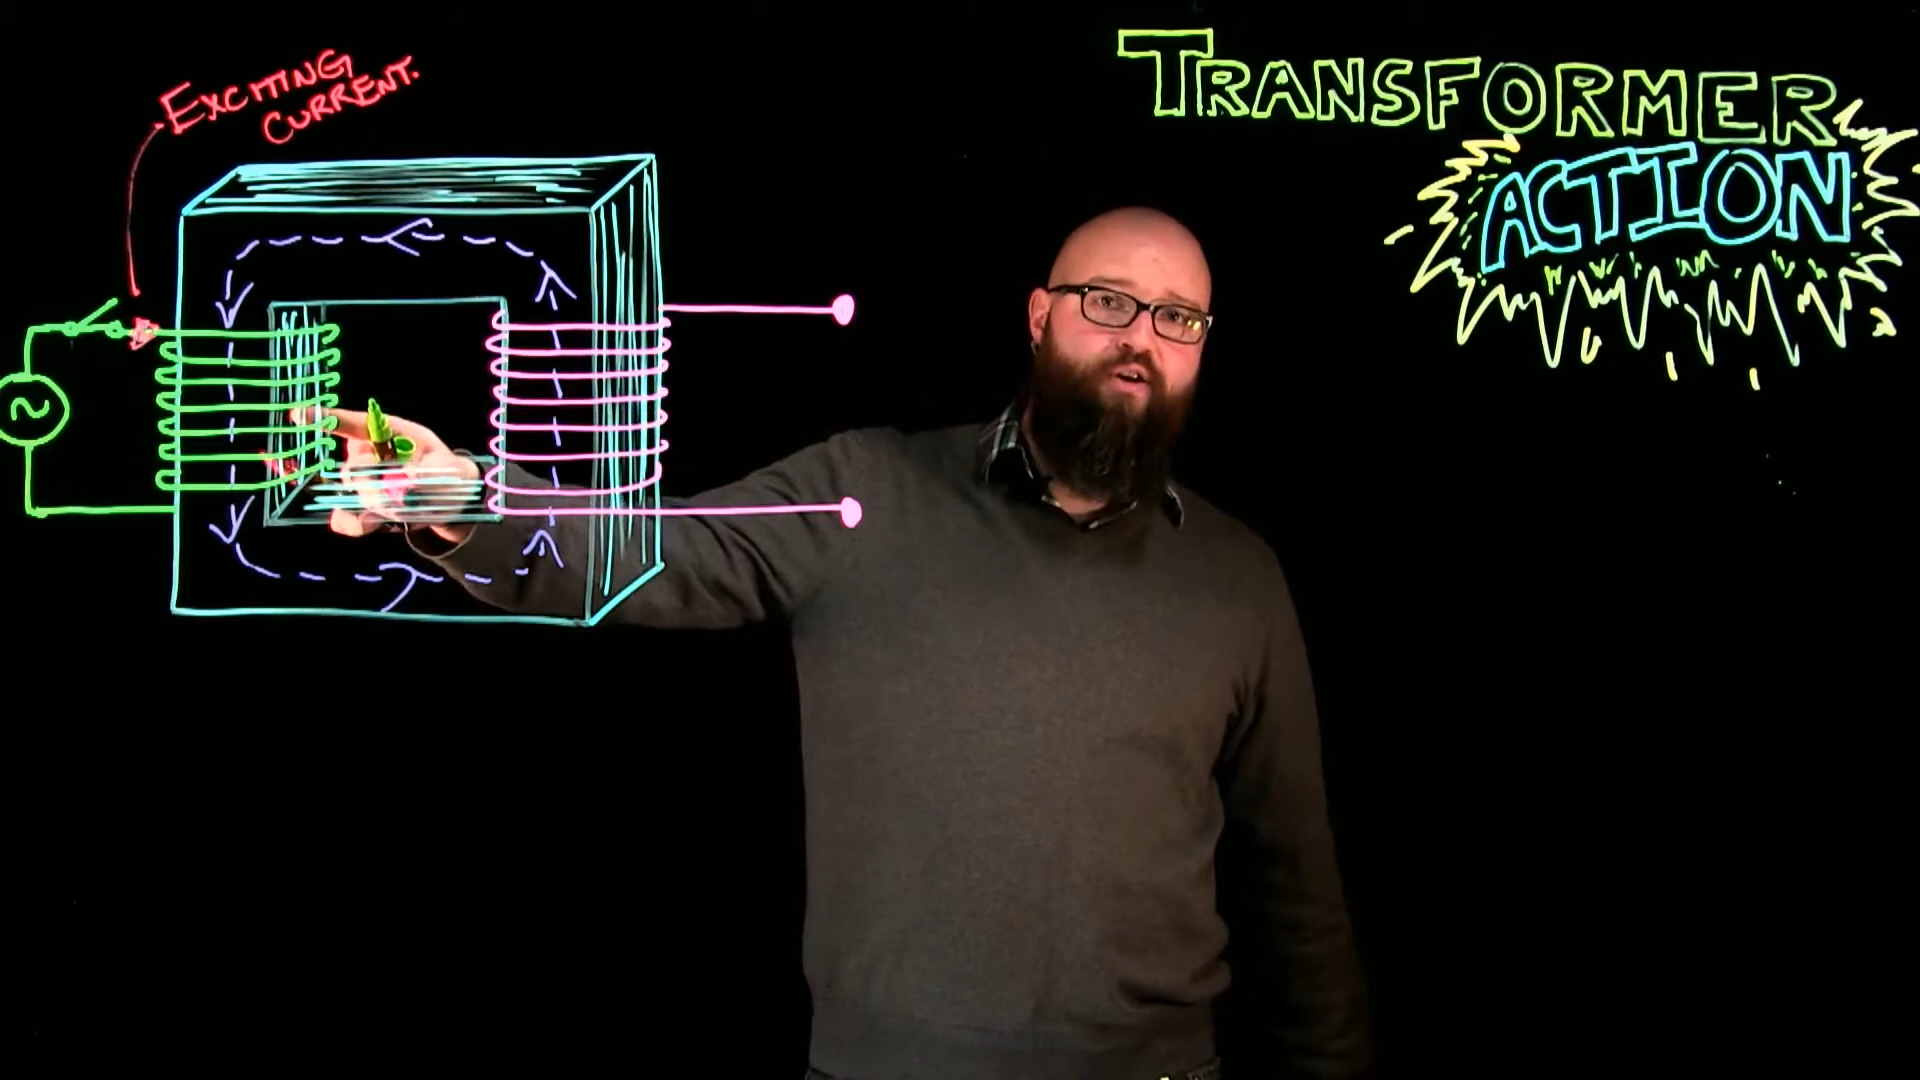 EXCITING
CURRENT.
TRANSFORMER
ACTION
~